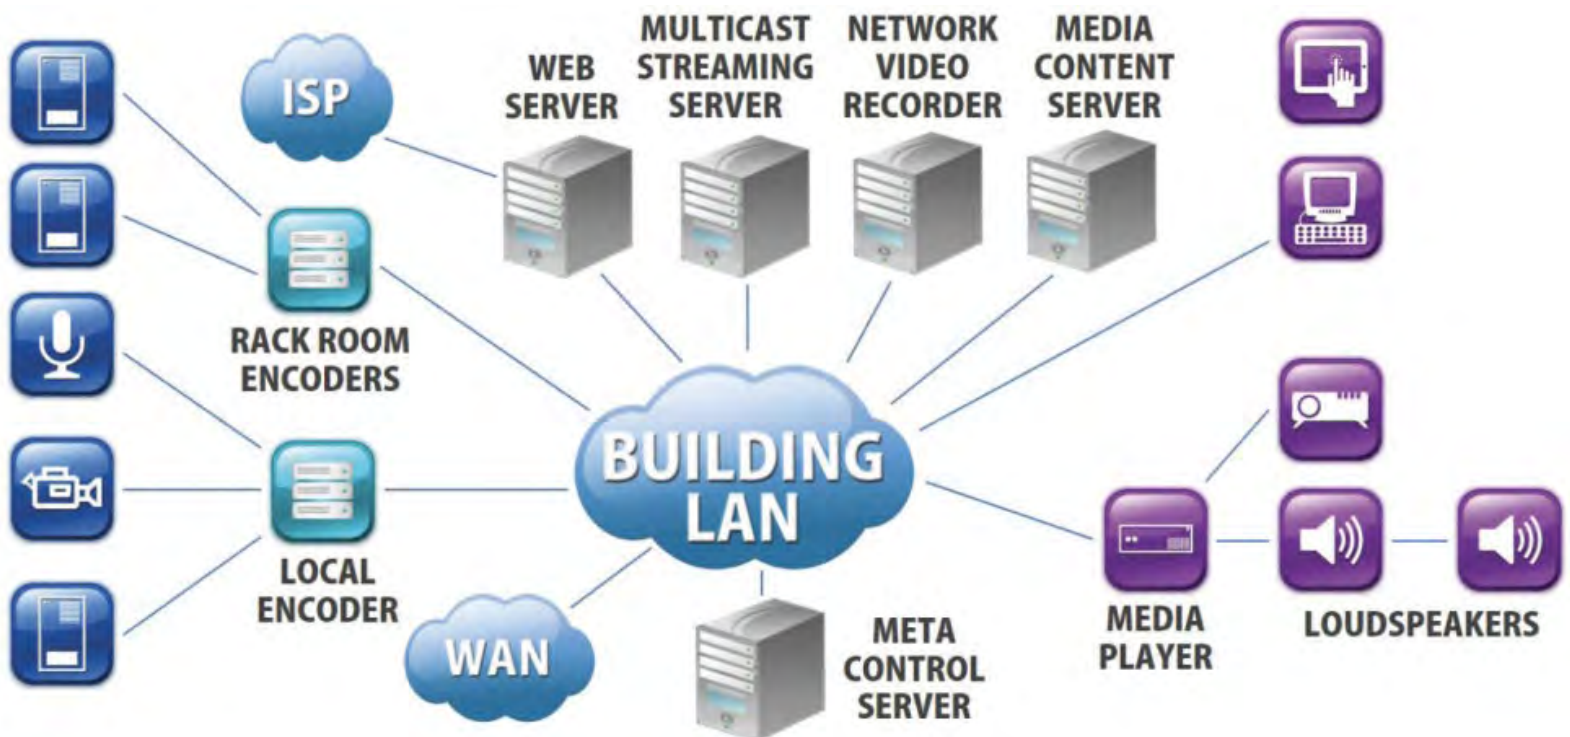 ISP
WEB
SERVER
MULTICAST
STREAMING
SERVER
NETWORK
VIDEO
RECORDER
MEDIA
CONTENT
SERVER
RACK ROOM
ENCODERS
BUILDING
LAN
LOCAL
ENCODER
WAN
META
CONTROL
SERVER
MEDIA
PLAYER
LOUDSPEAKERS